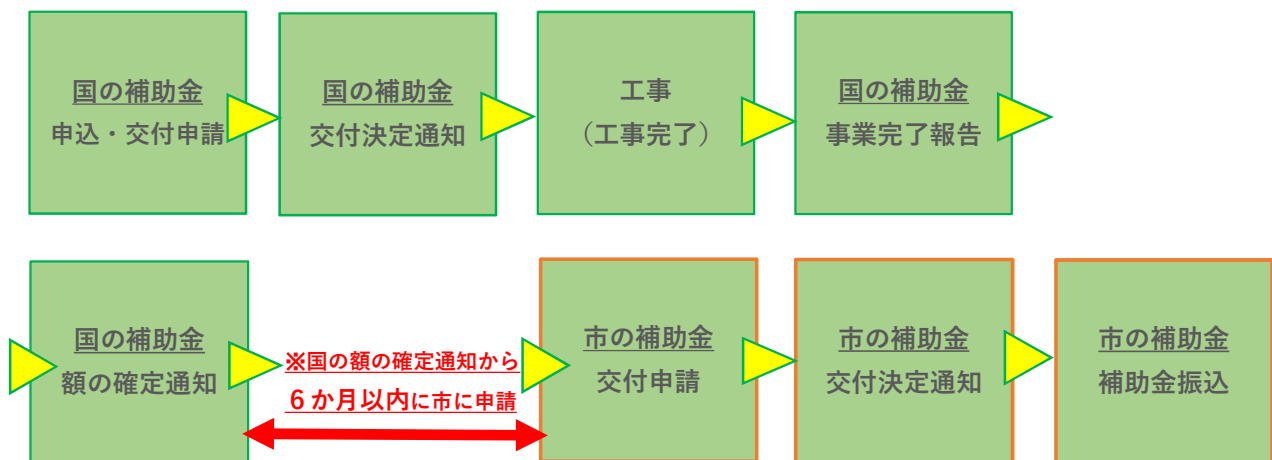 国の補助金
申込・交付申請
国の補助金
交付決定通知
工事
（工事完了）
国の補助金
事業完了報告
国の補助金
額の確定通知
※国の額の確定通知から
６か月以内に市に申請
市の補助金
交付申請
市の補助金
交付決定通知
市の補助金
補助金振込